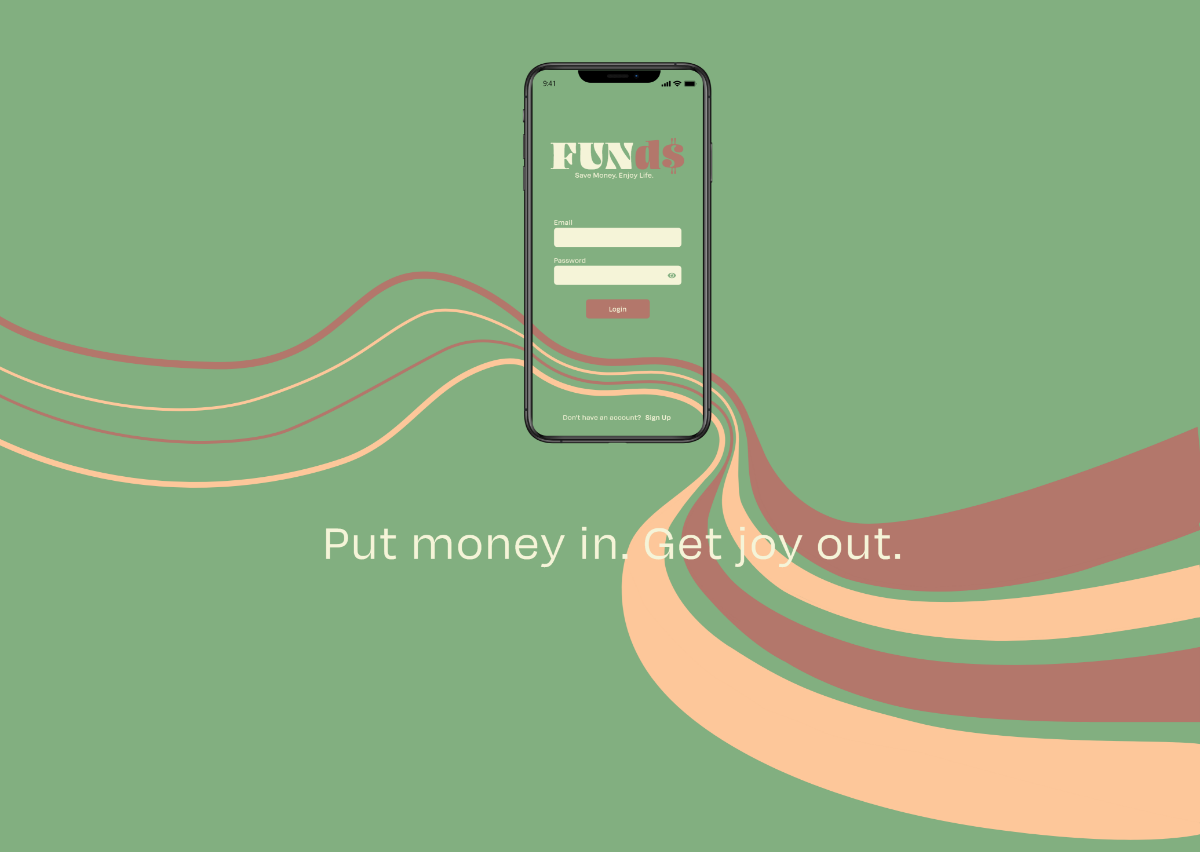 9:41
FUNd$
Save Money. Enjoy Life.
Email
Password
Login
Don't have an account? Sign Up
Put money in. Get joy out.